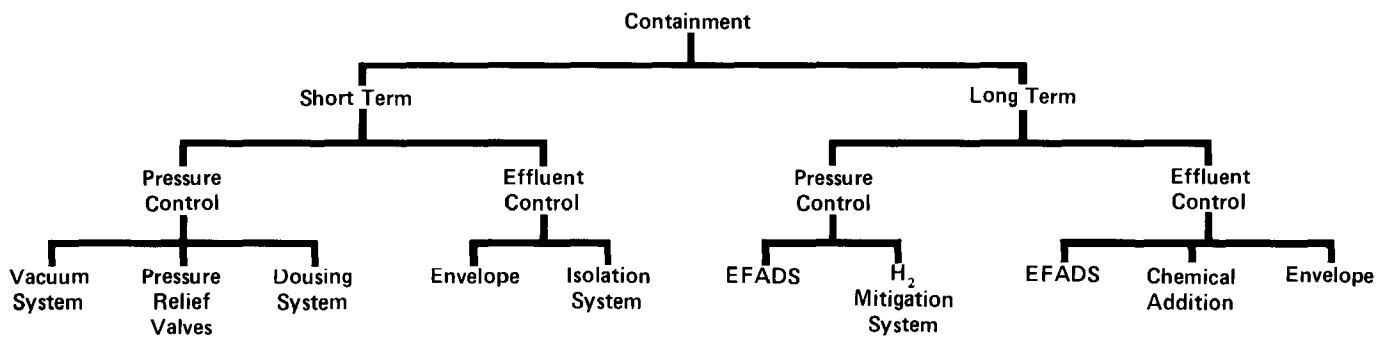 Containment
Short Term
Long Term
Pressure
Control
Effluent
Control
Pressure
Control
Effluent
Control
Vacuum
System
Pressure
Relief
Valves
Dousing
System
Envelope
Isolation
System
EFADS
H₂
Mitigation
System
EFADS
Chemical
Addition
Envelope